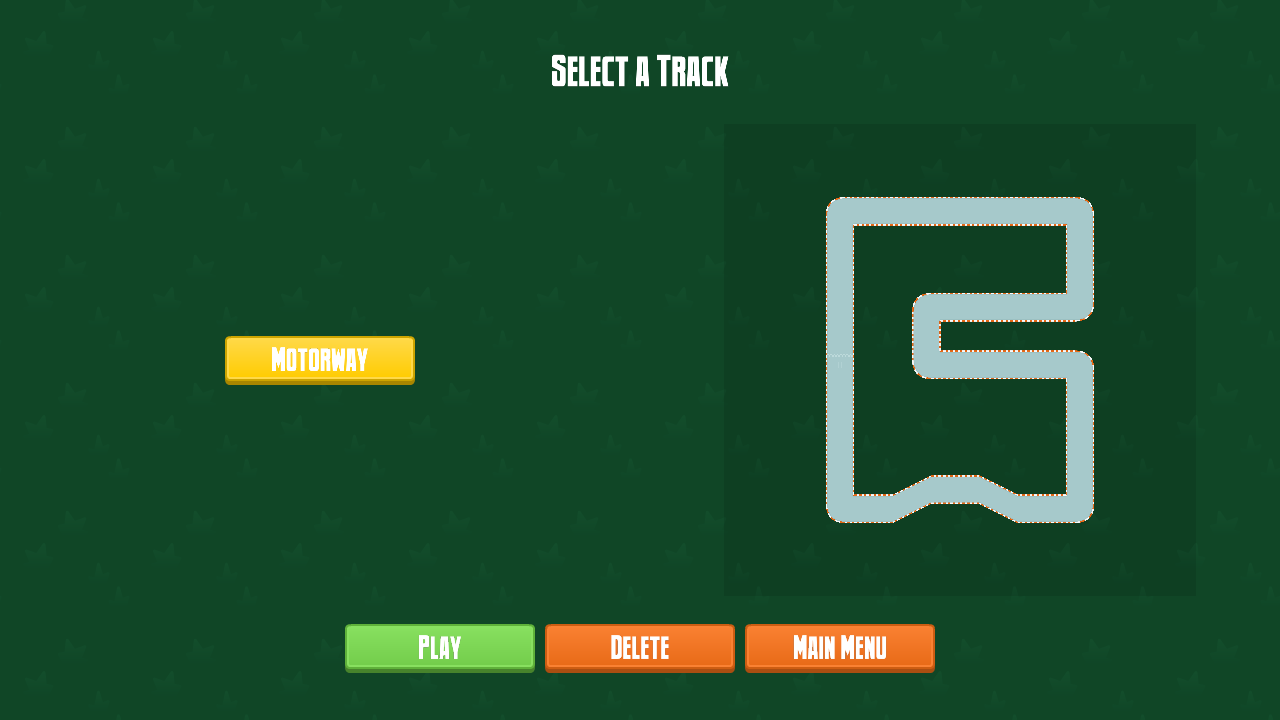 Select a Track
Motorway
Play
Delete
Main Menu